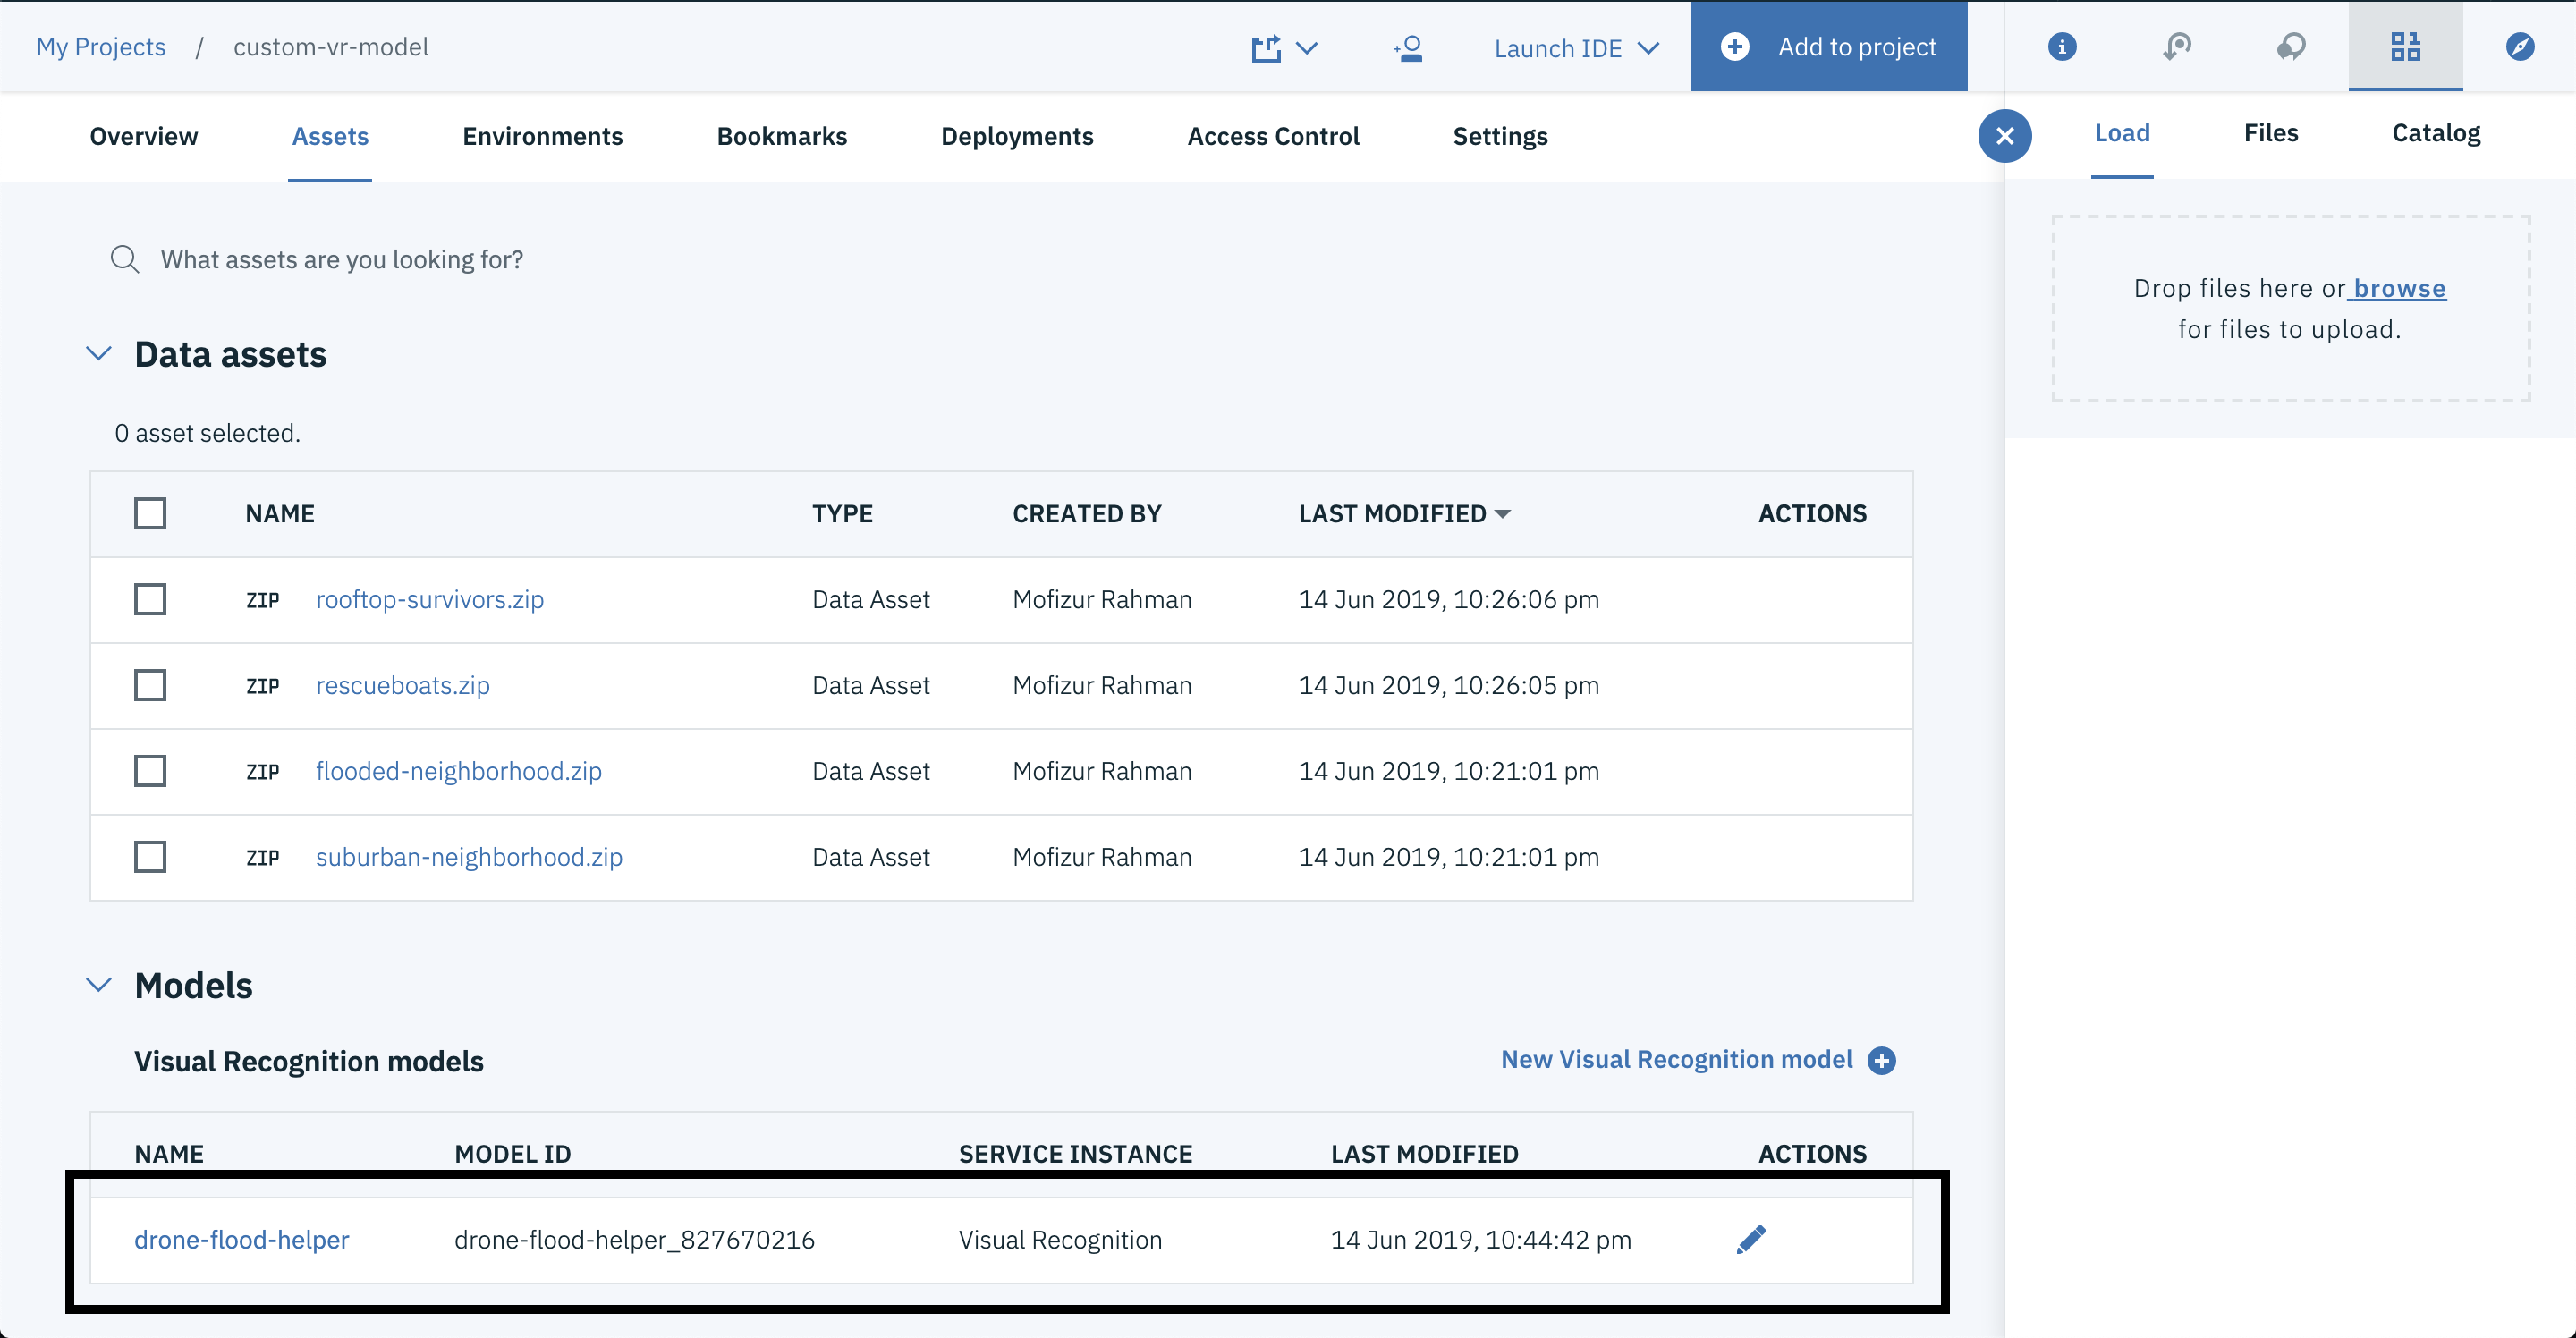 My Projects / custom-vr-model Launch IDE Add to project
Overview Assets Environments Bookmarks Deployments Access Control Settings Load Files Catalog
What assets are you looking for?
Drop files here or browse
for files to upload.
Data assets
0 asset selected.
NAME TYPE CREATED BY LAST MODIFIED ACTIONS
ZIP rooftop-survivors.zip Data Asset Mofizur Rahman 14 Jun 2019, 10:26:06 pm
ZIP rescueboats.zip Data Asset Mofizur Rahman 14 Jun 2019, 10:26:05 pm
ZIP flooded-neighborhood.zip Data Asset Mofizur Rahman 14 Jun 2019, 10:21:01 pm
ZIP suburban-neighborhood.zip Data Asset Mofizur Rahman 14 Jun 2019, 10:21:01 pm
Models
Visual Recognition models New Visual Recognition model
NAME MODEL ID SERVICE INSTANCE LAST MODIFIED ACTIONS
drone-flood-helper drone-flood-helper_827670216 Visual Recognition 14 Jun 2019, 10:44:42 pm